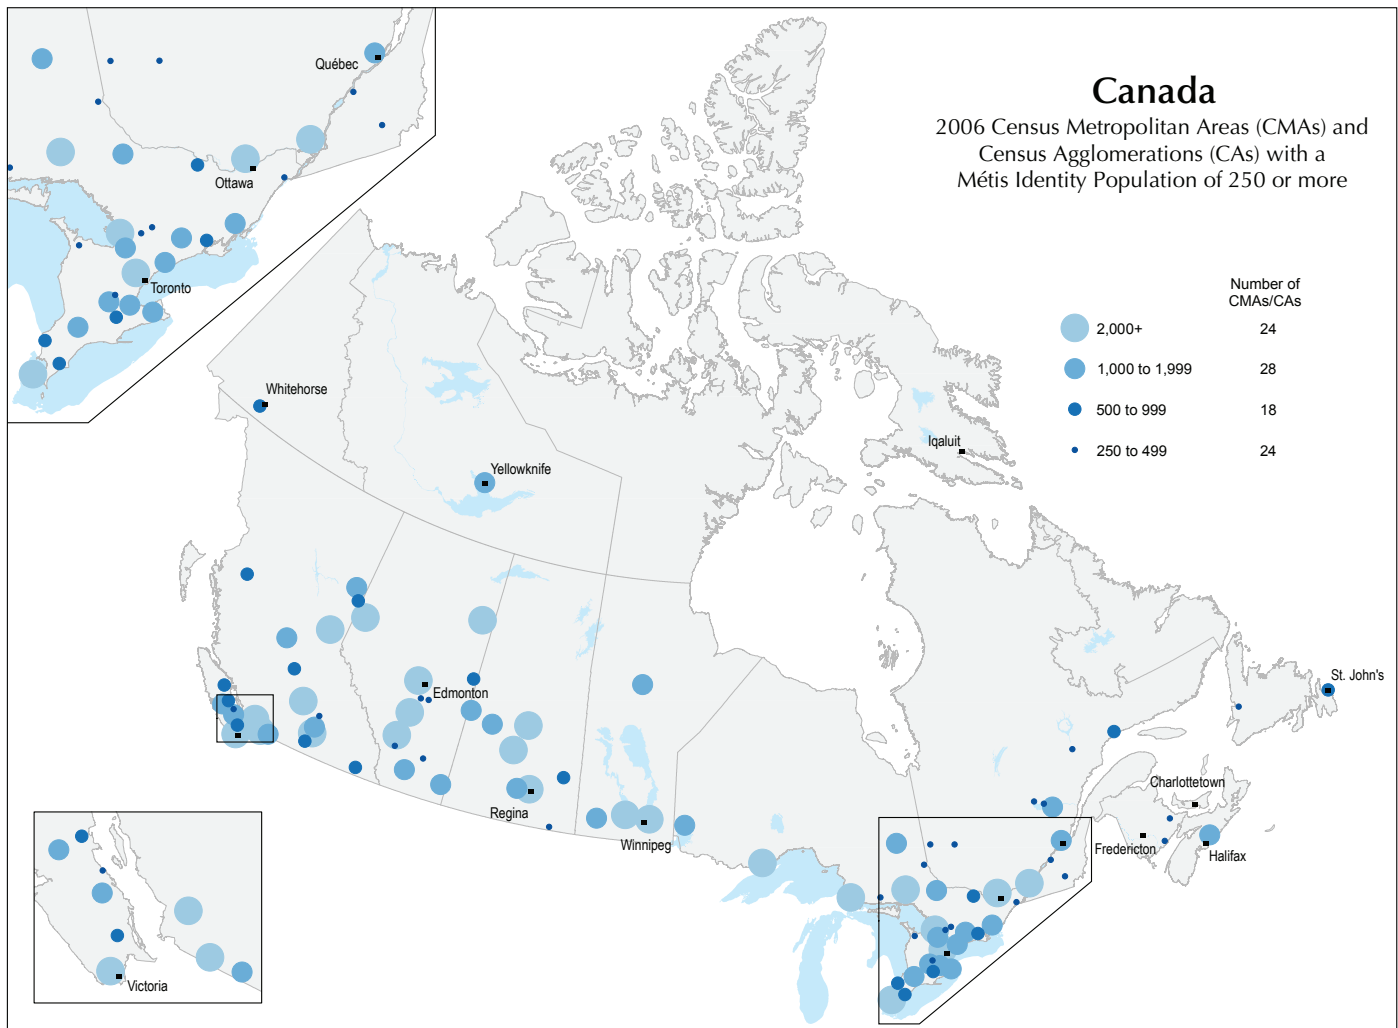 Canada
2006 Census Metropolitan Areas (CMAs) and
Census Agglomerations (CAs) with a
Métis Identity Population of 250 or more
Number of
CMAs/CAs
2,000+ 24
1,000 to 1,999 28
500 to 999 18
250 to 499 24
Québec
Ottawa
Toronto
Whitehorse
Yellowknife
Iqaluit
St. John's
Edmonton
Regina
Winnipeg
Charlottetown
Fredericton
Halifax
Victoria